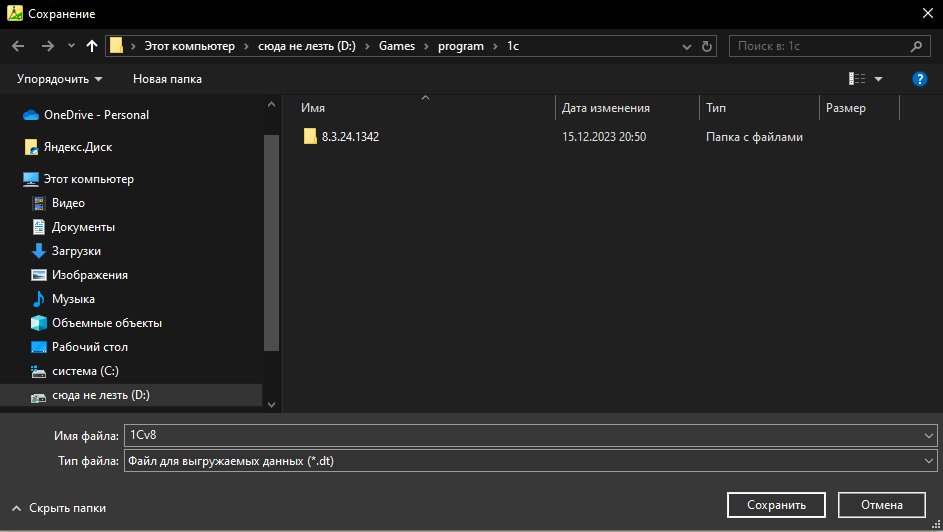 Сохранение
Этот компьютер › сюда не лезть (D:) › Games › program › 1c
Поиск в: 1c
Упорядочить Новая папка ?
OneDrive - Personal
Яндекс.Диск
Этот компьютер
Видео
Документы
Загрузки
Изображения
Музыка
Объемные объекты
Рабочий стол
система (C:)
сюда не лезть (D:)
Имя Дата изменения Тип Размер
8.3.24.1342 15.12.2023 20:50 Папка с файлами
Имя файла: 1Cv8
Тип файла: Файл для выгружаемых данных (*.dt)
Скрыть папки Сохранить Отмена